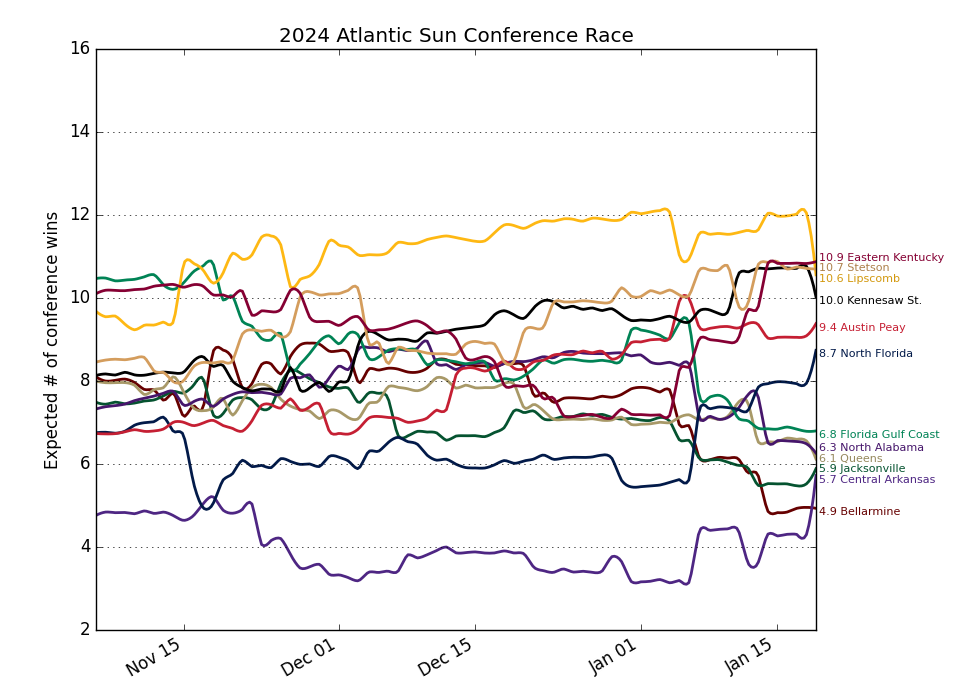 2024 Atlantic Sun Conference Race
Expected # of conference wins
16
14
12
10
8
6
4
2
10.9 Eastern Kentucky
10.7 Stetson
10.6 Lipscomb
10.0 Kennesaw St.
9.4 Austin Peay
8.7 North Florida
6.8 Florida Gulf Coast
6.3 North Alabama
6.1 Queens
5.9 Jacksonville
5.7 Central Arkansas
4.9 Bellarmine
Nov 15
Dec 01
Dec 15
Jan 01
Jan 15